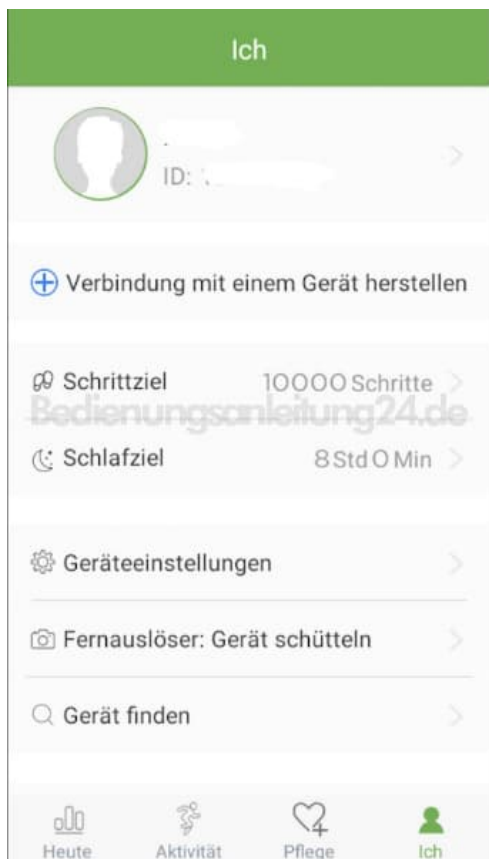 Ich
ID:
Verbindung mit einem Gerät herstellen
Schrittziel 10000 Schritte
Bedienungsanleitung24.de
Schlafziel 8 Std 0 Min
Geräteeinstellungen
Fernauslöser: Gerät schütteln
Gerät finden
Heute Aktivität Pflege Ich